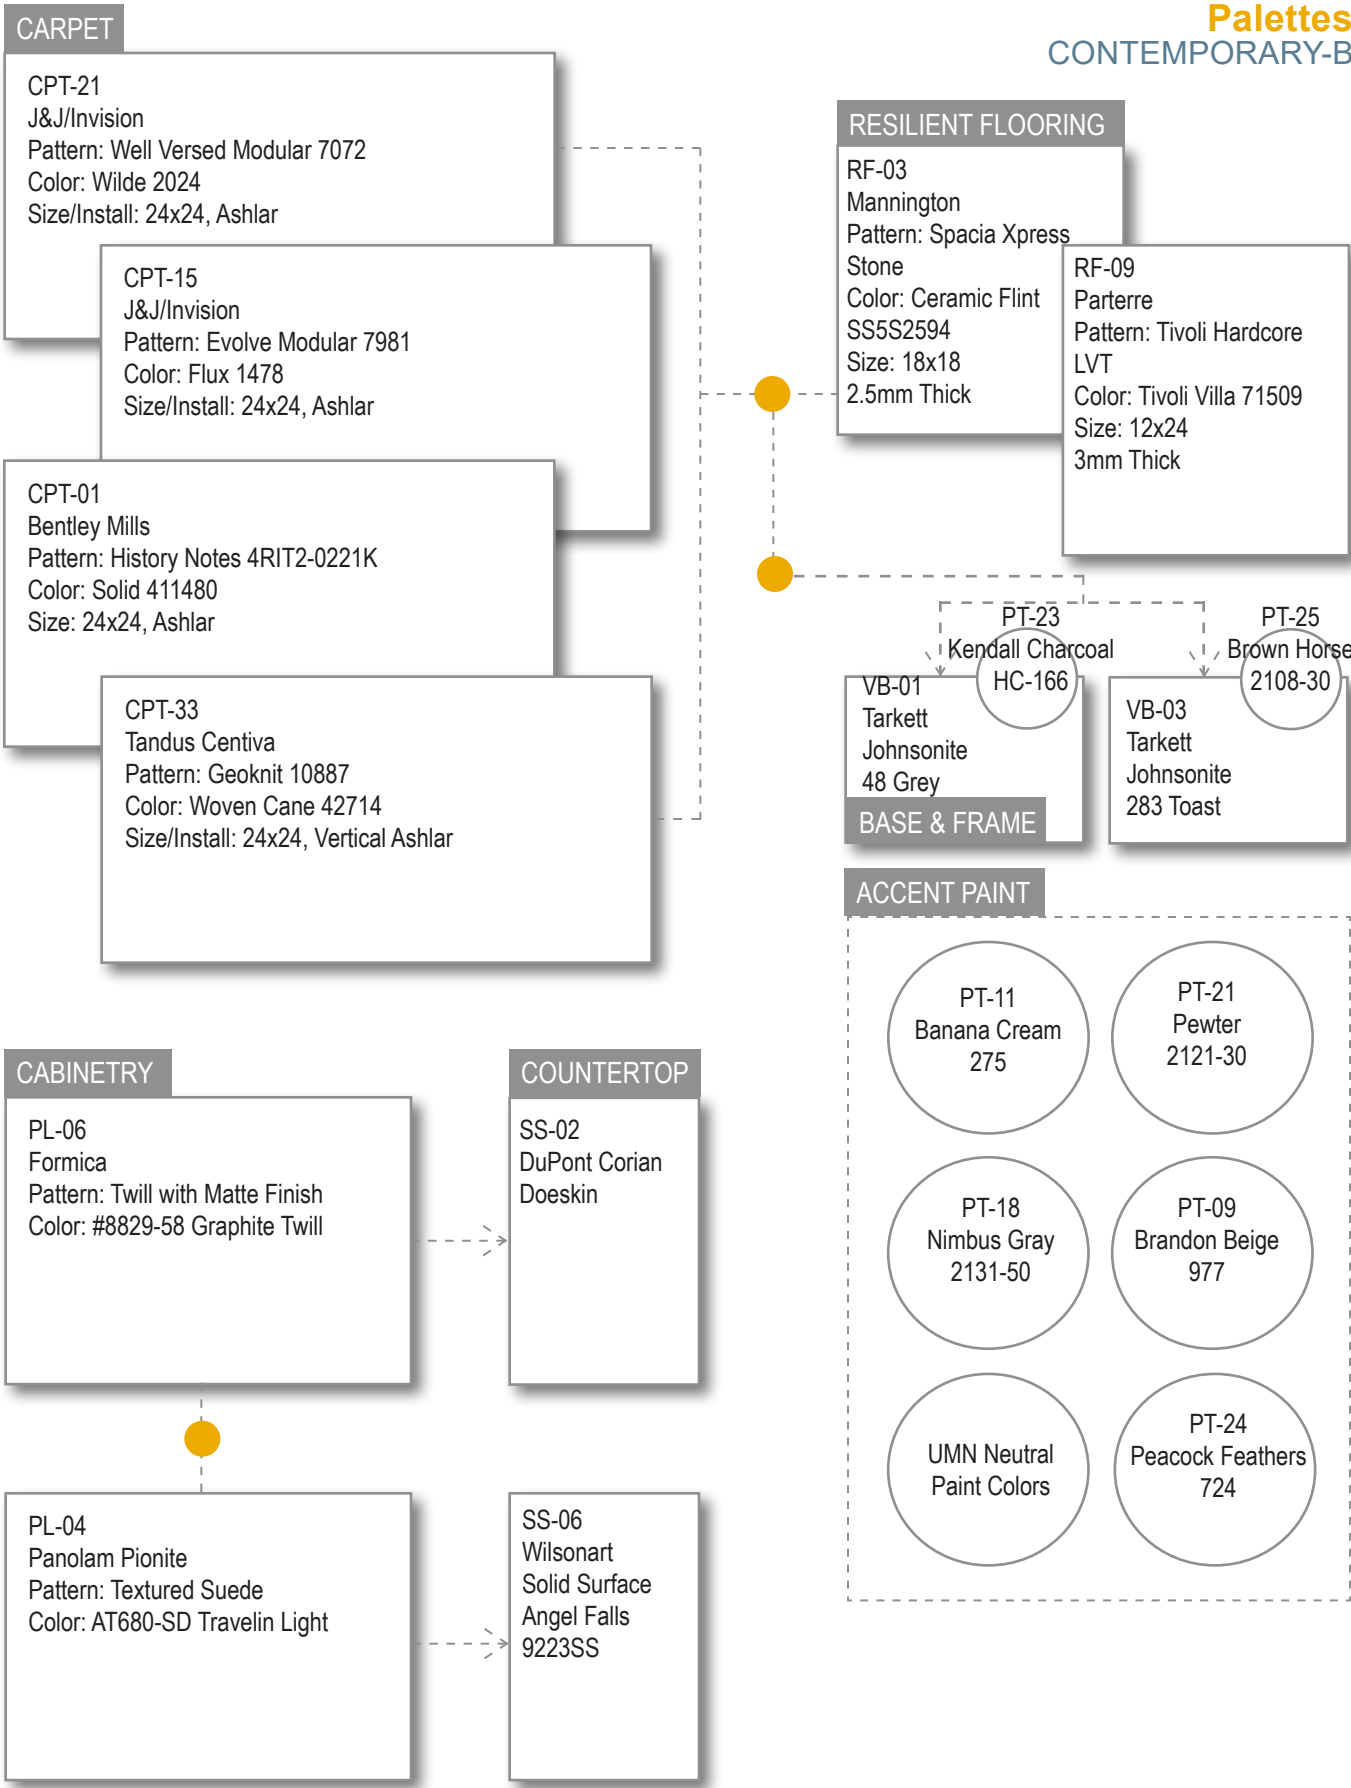 Palettes
CONTEMPORARY-B
CARPET
CPT-21
J&J/Invision
Pattern: Well Versed Modular 7072
Color: Wilde 2024
Size/Install: 24x24, Ashlar
CPT-15
J&J/Invision
Pattern: Evolve Modular 7981
Color: Flux 1478
Size/Install: 24x24, Ashlar
CPT-01
Bentley Mills
Pattern: History Notes 4RIT2-0221K
Color: Solid 411480
Size: 24x24, Ashlar
CPT-33
Tandus Centiva
Pattern: Geoknit 10887
Color: Woven Cane 42714
Size/Install: 24x24, Vertical Ashlar
RESILIENT FLOORING
RF-03
Mannington
Pattern: Spacia Xpress
Stone
Color: Ceramic Flint
SS5S2594
Size: 18x18
2.5mm Thick
RF-09
Parterre
Pattern: Tivoli Hardcore
LVT
Color: Tivoli Villa 71509
Size: 12x24
3mm Thick
PT-23
Kendall Charcoal
HC-166
VB-01
Tarkett
Johnsonite
48 Grey
BASE & FRAME
PT-25
Brown Horse
2108-30
VB-03
Tarkett
Johnsonite
283 Toast
ACCENT PAINT
PT-11
Banana Cream
275
PT-21
Pewter
2121-30
PT-18
Nimbus Gray
2131-50
PT-09
Brandon Beige
977
UMN Neutral
Paint Colors
PT-24
Peacock Feathers
724
CABINETRY
PL-06
Formica
Pattern: Twill with Matte Finish
Color: #8829-58 Graphite Twill
COUNTERTOP
SS-02
DuPont Corian
Doeskin
PL-04
Panolam Pionite
Pattern: Textured Suede
Color: AT680-SD Travelin Light
SS-06
Wilsonart
Solid Surface
Angel Falls
9223SS